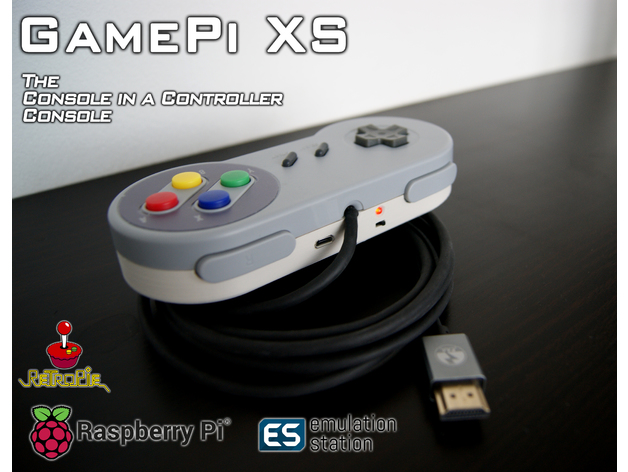 GamePi XS
The
Console in a Controller
Console
RetroPie
Raspberry Pi®
ES emulation
station